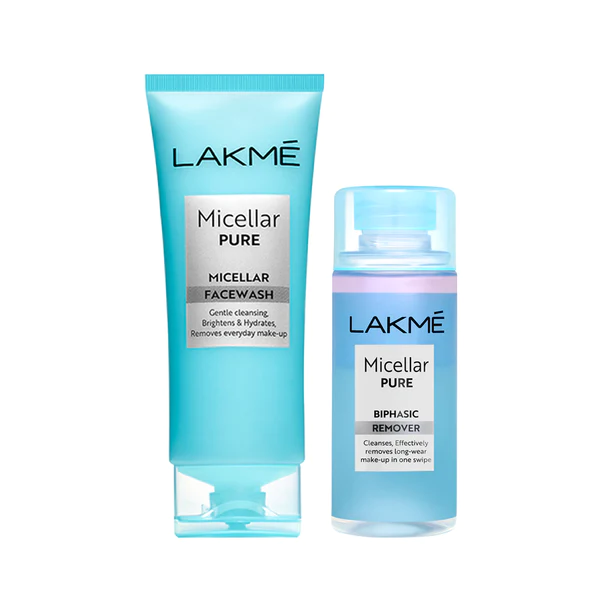 LAKMÉ
Micellar
PURE
MICELLAR
FACEWASH
Gentle cleansing,
Brightens & Hydrates,
Removes everyday make-up
LAKMÉ
Micellar
PURE
BIPHASIC
REMOVER
Cleanses, Effectively
removes long-wear
make-up in one swipe